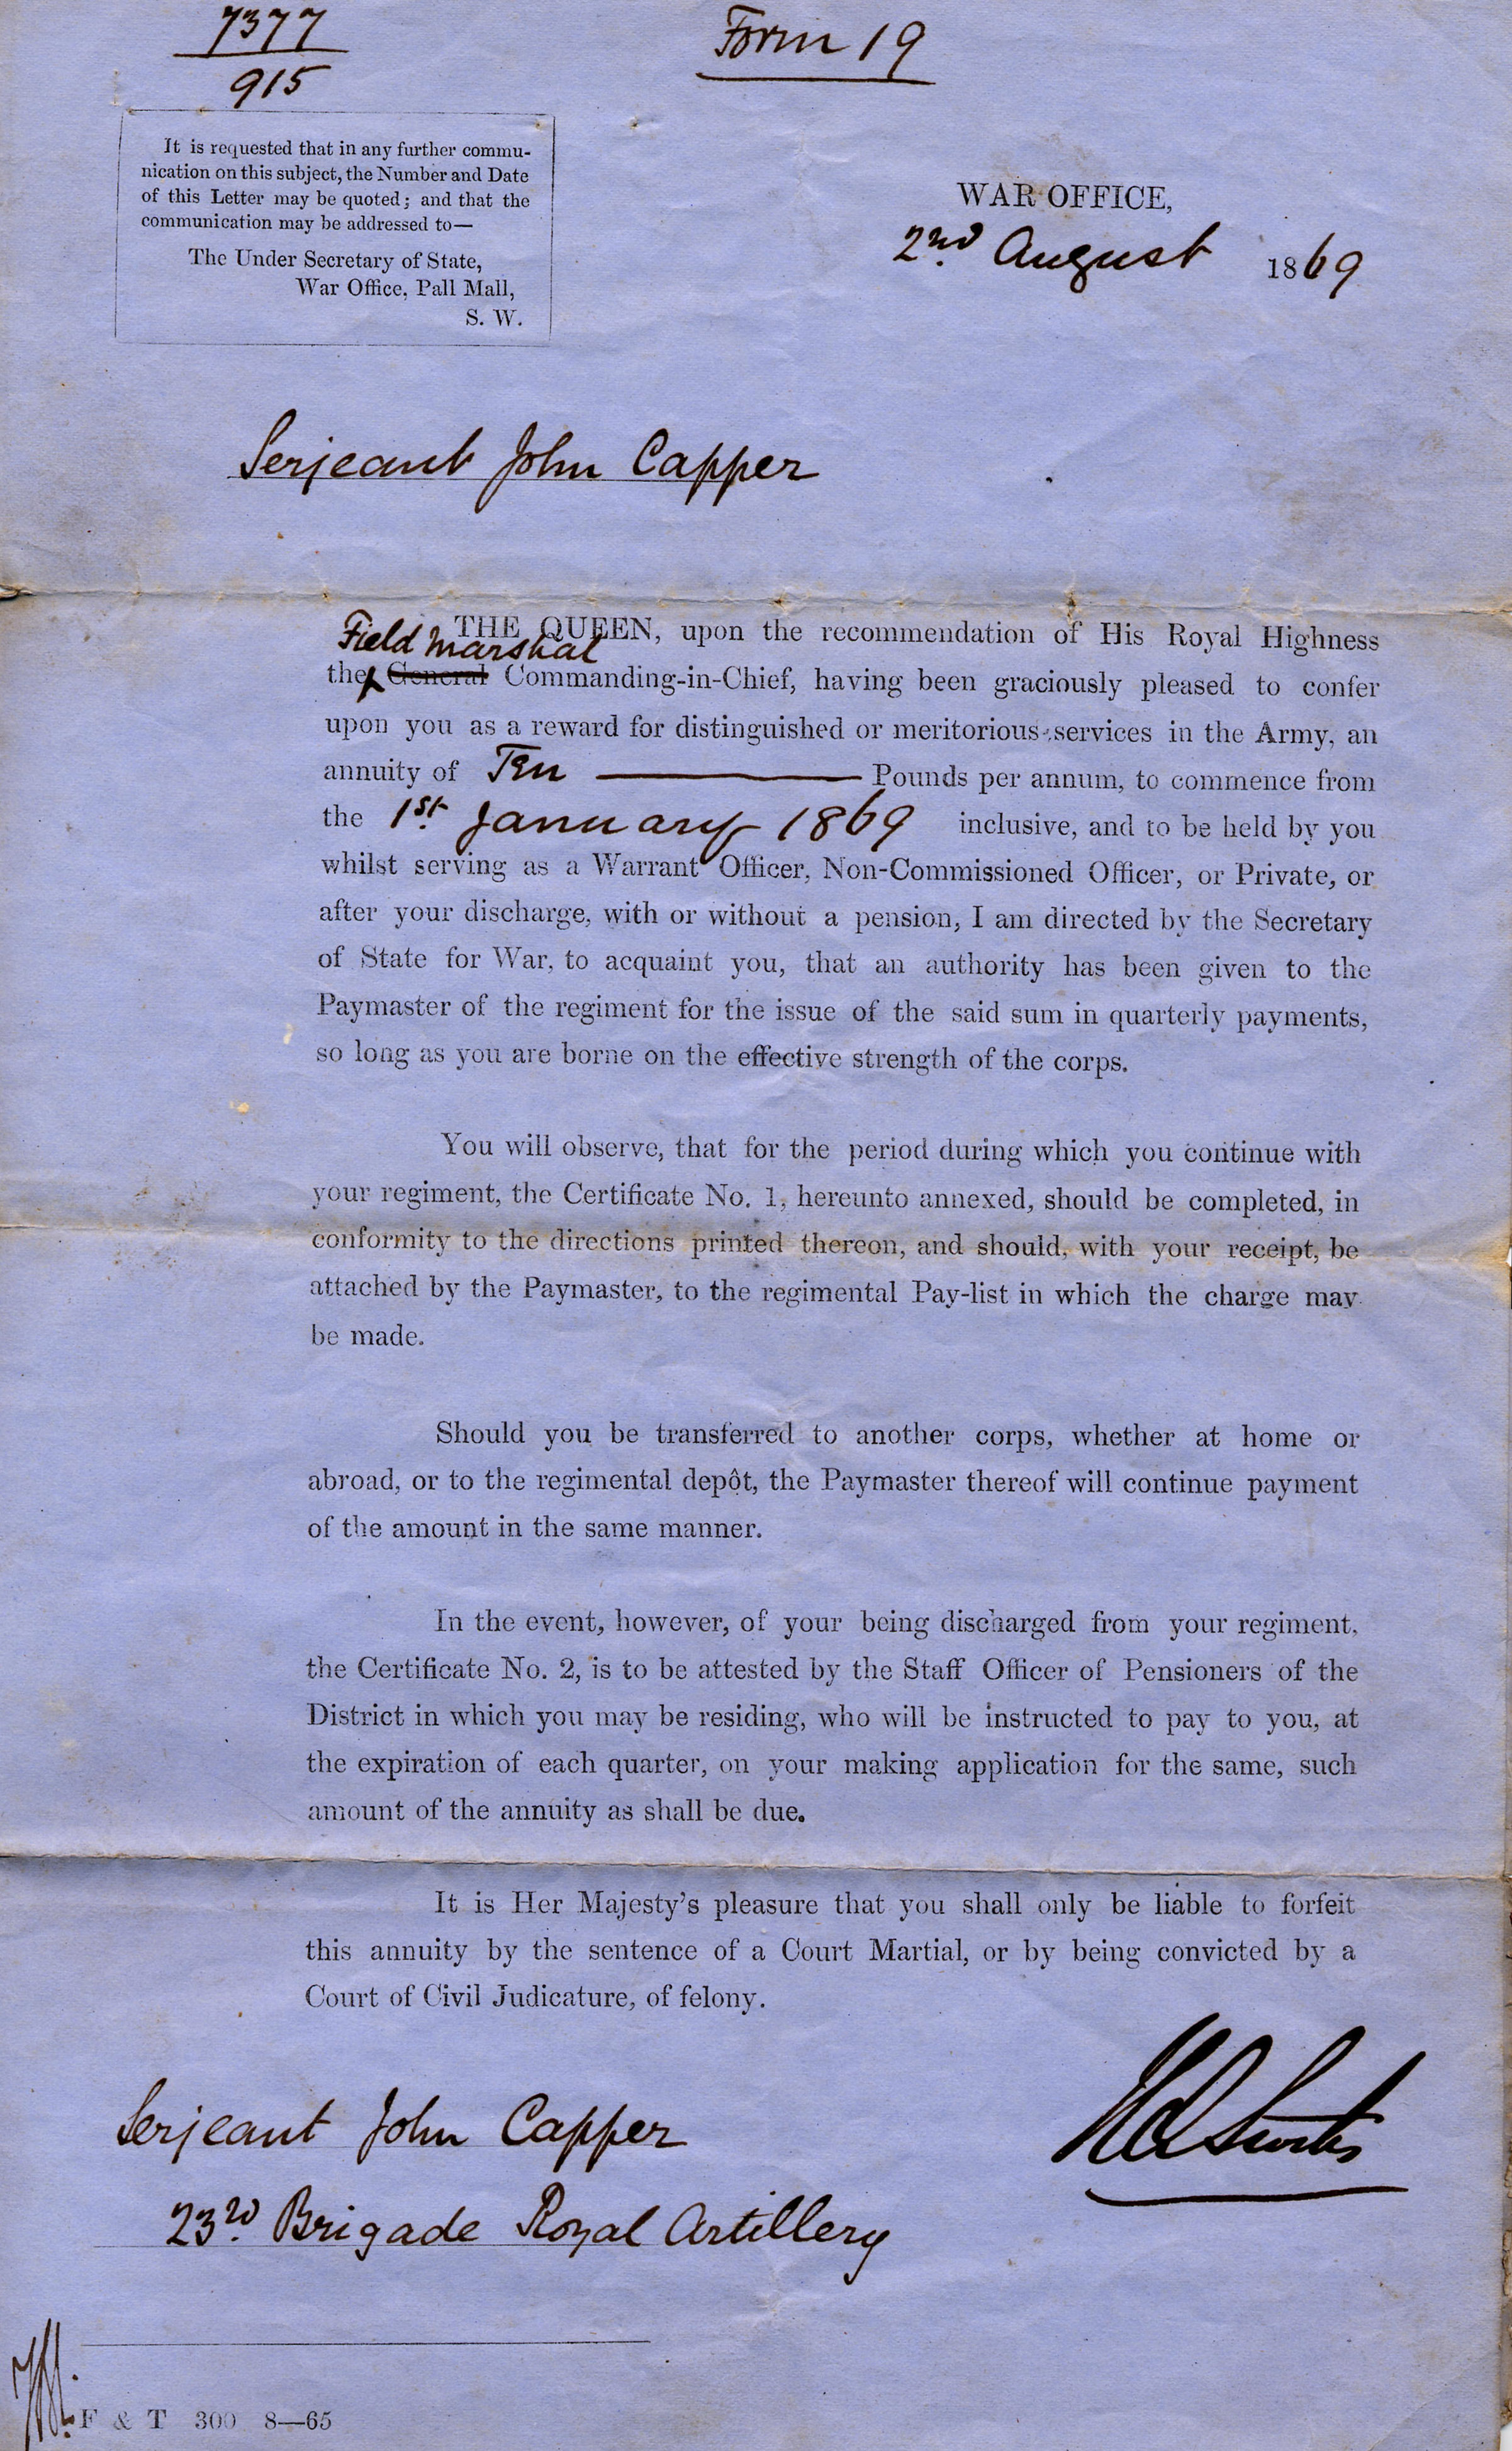 7377
915
Form 19
It is requested that in any further commu-
nication on this subject, the Number and Date
of this Letter may be quoted; and that the
communication may be addressed to—
The Under Secretary of State,
War Office, Pall Mall,
S. W.
WAR OFFICE,
2nd August 1869
Serjeant John Capper
THE QUEEN, upon the recommendation of His Royal Highness
Field Marshal
the General Commanding-in-Chief, having been graciously pleased to confer
upon you as a reward for distinguished or meritorious services in the Army, an
annuity of Ten ——— Pounds per annum, to commence from
the 1st January 1869 inclusive, and to be held by you
whilst serving as a Warrant Officer, Non-Commissioned Officer, or Private, or
after your discharge, with or without a pension, I am directed by the Secretary
of State for War, to acquaint you, that an authority has been given to the
Paymaster of the regiment for the issue of the said sum in quarterly payments,
so long as you are borne on the effective strength of the corps.
You will observe, that for the period during which you continue with
your regiment, the Certificate No. 1, hereunto annexed, should be completed, in
conformity to the directions printed thereon, and should, with your receipt, be
attached by the Paymaster, to the regimental Pay-list in which the charge may
be made.
Should you be transferred to another corps, whether at home or
abroad, or to the regimental depôt, the Paymaster thereof will continue payment
of the amount in the same manner.
In the event, however, of your being discharged from your regiment,
the Certificate No. 2, is to be attested by the Staff Officer of Pensioners of the
District in which you may be residing, who will be instructed to pay to you, at
the expiration of each quarter, on your making application for the same, such
amount of the annuity as shall be due.
It is Her Majesty's pleasure that you shall only be liable to forfeit
this annuity by the sentence of a Court Martial, or by being convicted by a
Court of Civil Judicature, of felony.
Serjeant John Capper
23rd Brigade Royal Artillery
F & T 300 8—65